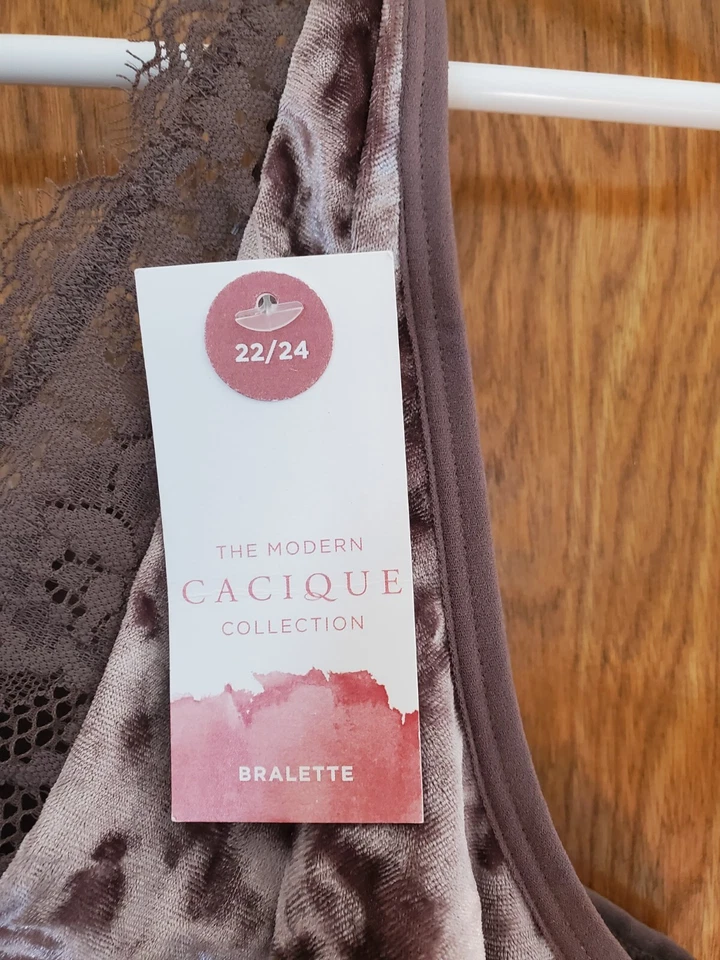 22/24
THE MODERN
CACIQUE
COLLECTION
BRALETTE